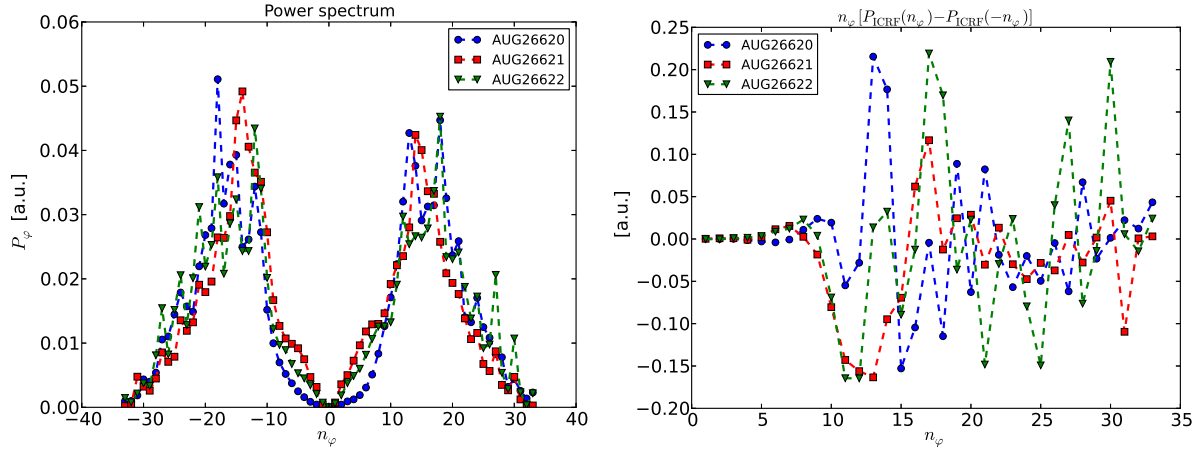 Power spectrum
0.06
0.05
0.04
0.03
0.02
0.01
0.00
P_φ [a.u.]
AUG26620
AUG26621
AUG26622
−40 −30 −20 −10 0 10 20 30 40
n_φ
n_φ[P_ICRF(n_φ)−P_ICRF(−n_φ)]
0.25
0.20
0.15
0.10
0.05
0.00
−0.05
−0.10
−0.15
−0.20
[a.u.]
AUG26620
AUG26621
AUG26622
0 5 10 15 20 25 30 35
n_φ